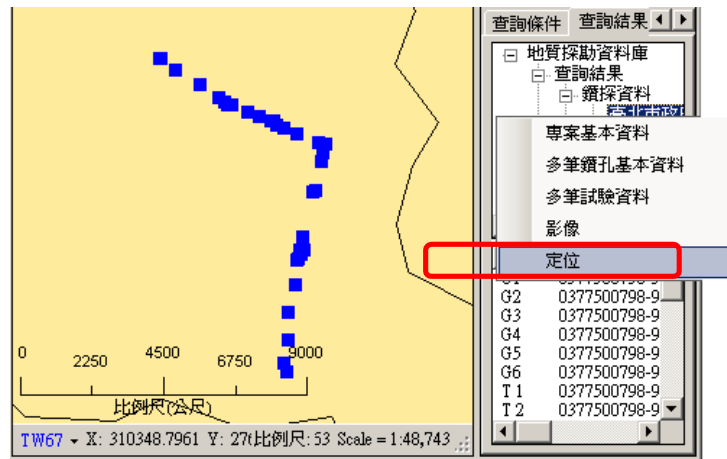 查詢條件 查詢結果
地質探勘資料庫
查詢結果
鑽探資料
專案基本資料
多筆鑽孔基本資料
多筆試驗資料
影像
定位
G2 0377500798-9
G3 0377500798-9
G4 0377500798-9
G5 0377500798-9
G6 0377500798-9
T 1 0377500798-9
T 2 0377500798-9
0 2250 4500 6750 9000
比例尺(公尺)
TW67 X: 310348.7961 Y: 27(比例尺: 53 Scale = 1:48,743